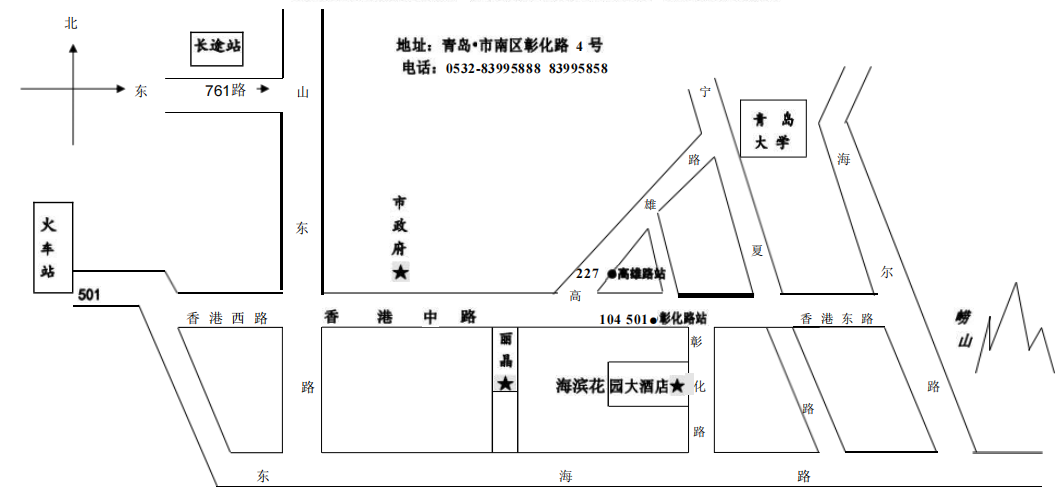 北
东
长途站
761路
山东路
地址：青岛•市南区彰化路 4 号
电话：0532-83995888 83995858
宁夏路
青岛
大学
海尔路
火车站
市政府
高雄路
227 高雄路站
501
香港西路
香港中路
104 501 彰化路站
香港东路
崂山
丽晶
海滨花园大酒店
彰化路
东海路